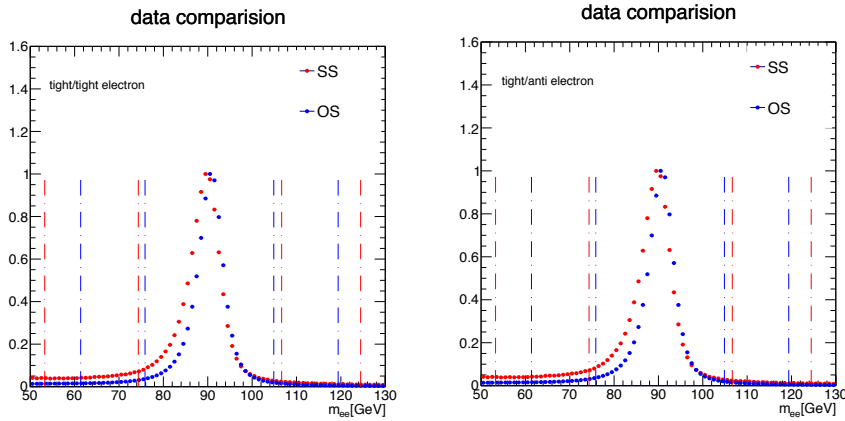 data comparision
1.6
1.4
1.2
1
0.8
0.6
0.4
0.2
0
tight/tight electron
SS
OS
50 60 70 80 90 100 110 120 130
m_ee[GeV]
data comparision
1.6
1.4
1.2
1
0.8
0.6
0.4
0.2
0
tight/anti electron
SS
OS
50 60 70 80 90 100 110 120 130
m_ee[GeV]